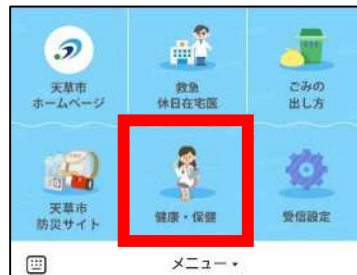 天草市
ホームページ
救急
休日在宅医
ごみの
出し方
天草市
防災サイト
健康・保健
受信設定
メニュー▼